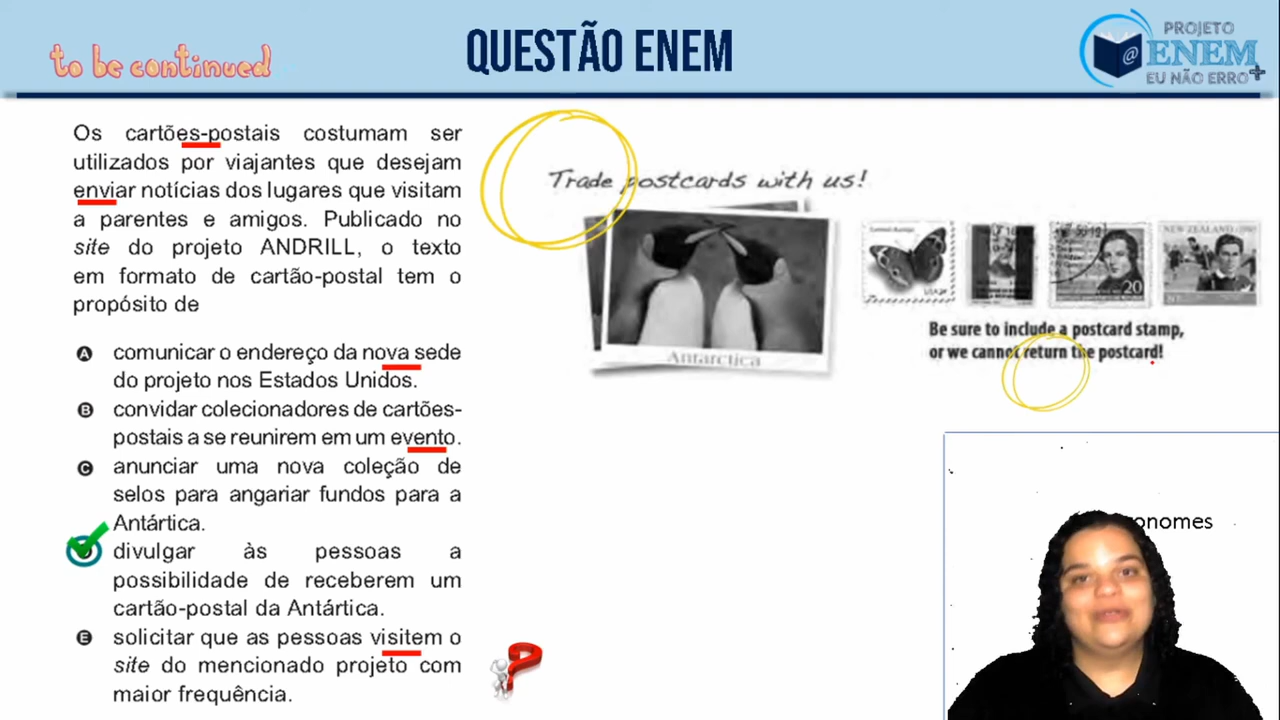 to be continued
QUESTÃO ENEM
PROJETO
@ENEM+
EU NÃO ERRO
Os cartões-postais costumam ser
utilizados por viajantes que desejam
enviar notícias dos lugares que visitam
a parentes e amigos. Publicado no
site do projeto ANDRILL, o texto
em formato de cartão-postal tem o
propósito de
A comunicar o endereço da nova sede
do projeto nos Estados Unidos.
B convidar colecionadores de cartões-
postais a se reunirem em um evento.
C anunciar uma nova coleção de
selos para angariar fundos para a
Antártica.
divulgar às pessoas a
possibilidade de receberem um
cartão-postal da Antártica.
E solicitar que as pessoas visitem o
site do mencionado projeto com
maior frequência.
Trade postcards with us!
Antarctica
USA
20
NEW ZEALAND
Be sure to include a postcard stamp,
or we cannot return the postcard!
onomes